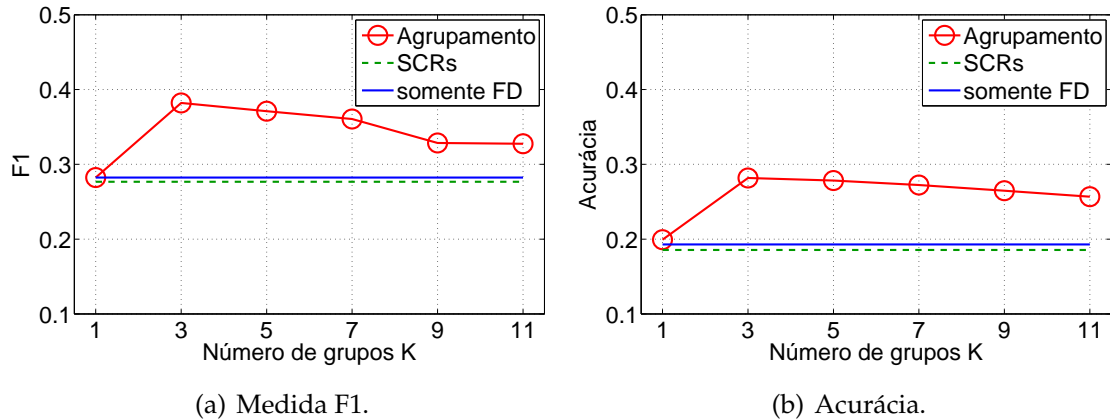 0.5
0.4
0.3
0.2
0.1
F1
Agrupamento
SCRs
somente FD
1 3 5 7 9 11
Número de grupos K
(a) Medida F1.
0.5
0.4
0.3
0.2
0.1
Acurácia
Agrupamento
SCRs
somente FD
1 3 5 7 9 11
Número de grupos K
(b) Acurácia.